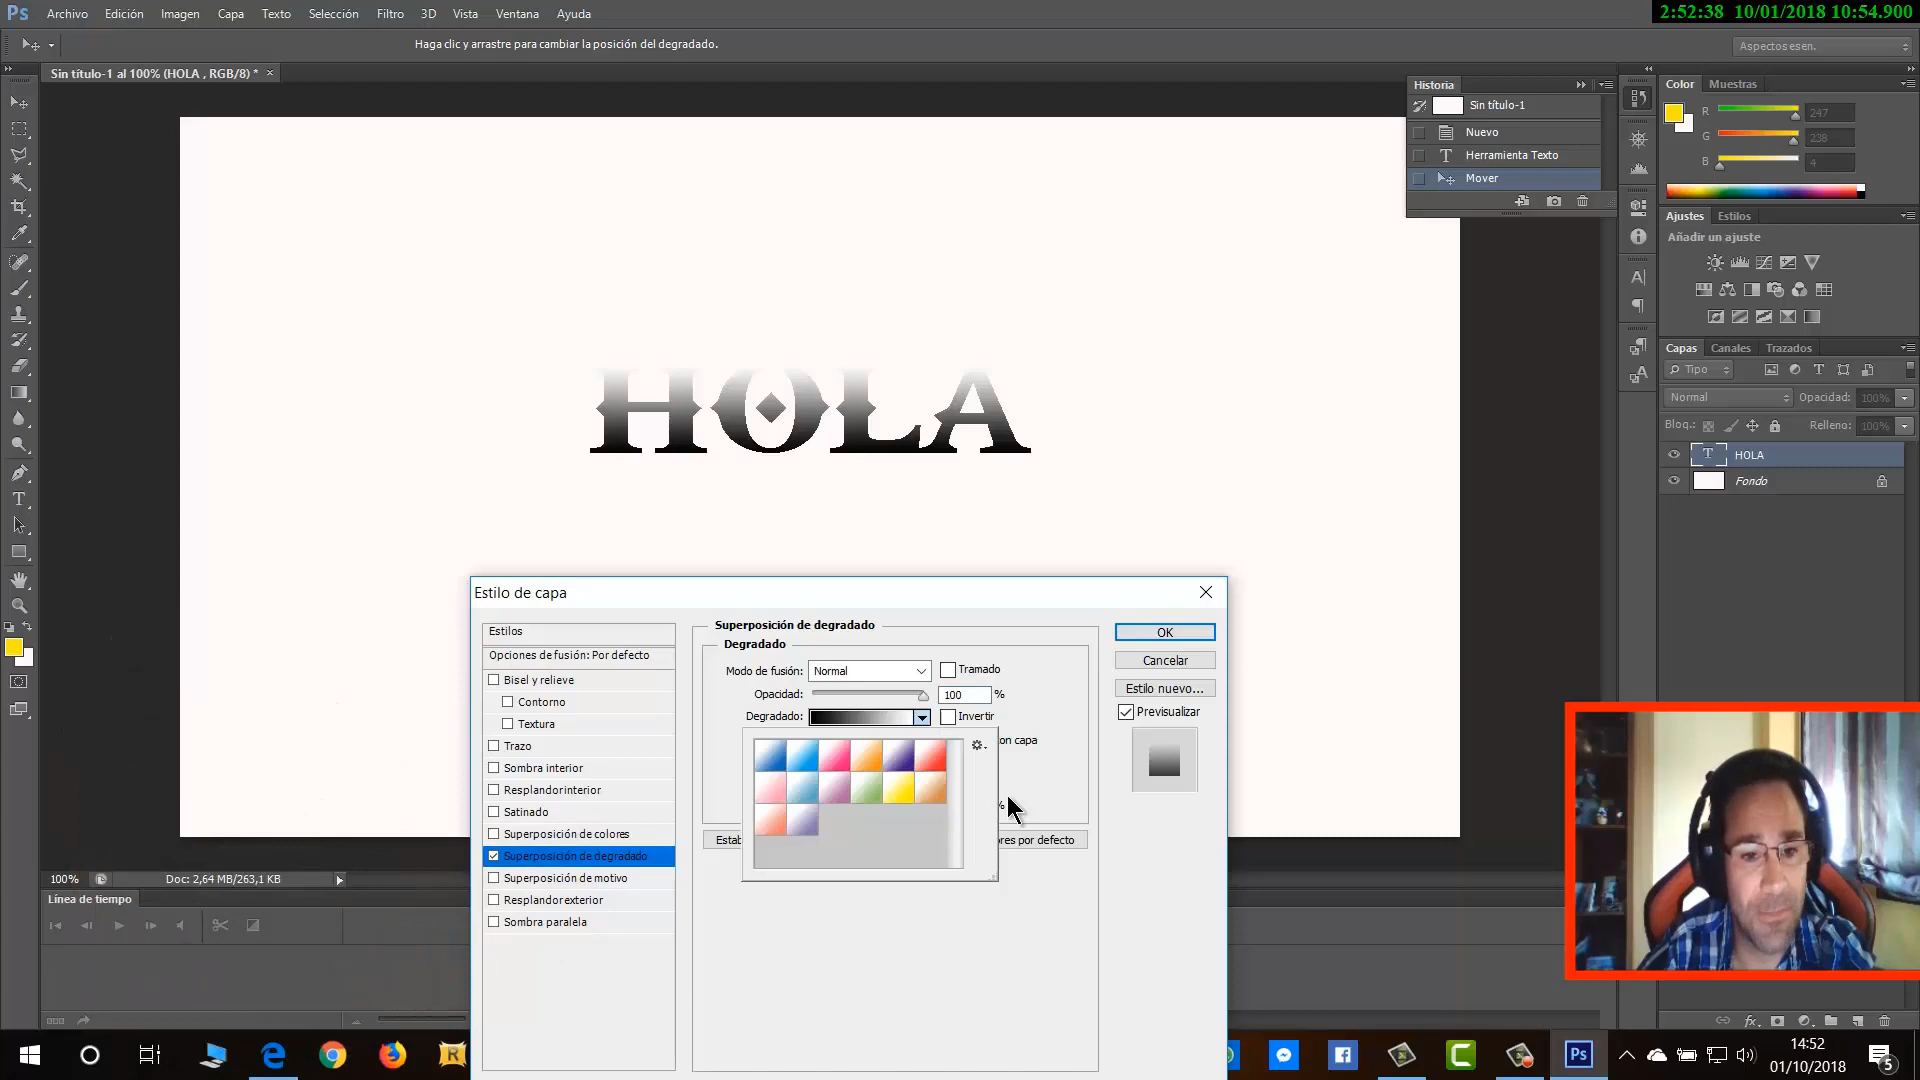 Ps Archivo Edición Imagen Capa Texto Selección Filtro 3D Vista Ventana Ayuda
2:52:38 10/01/2018 10:54.900
Haga clic y arrastre para cambiar la posición del degradado.
Aspectos esen.
Sin título-1 al 100% (HOLA , RGB/8) * ×
Historia
Sin título-1
Nuevo
Herramienta Texto
Mover
Color Muestras
R 247
G 238
B 4
Ajustes Estilos
Añadir un ajuste
Capas Canales Trazados
Tipo
Normal Opacidad: 100%
Bloq.: Relleno: 100%
HOLA
Fondo
HOLA
Estilo de capa
Estilos
Opciones de fusión: Por defecto
Bisel y relieve
Contorno
Textura
Trazo
Sombra interior
Resplandor interior
Satinado
Superposición de colores
Superposición de degradado
Superposición de motivo
Resplandor exterior
Sombra paralela
Superposición de degradado
Degradado
Modo de fusión: Normal Tramado
Opacidad: 100 %
Degradado: Invertir
on capa
%
Estab
ores por defecto
OK
Cancelar
Estilo nuevo...
Previsualizar
100% Doc: 2,64 MB/263,1 KB
Línea de tiempo
fx
Ps
14:52
01/10/2018
5